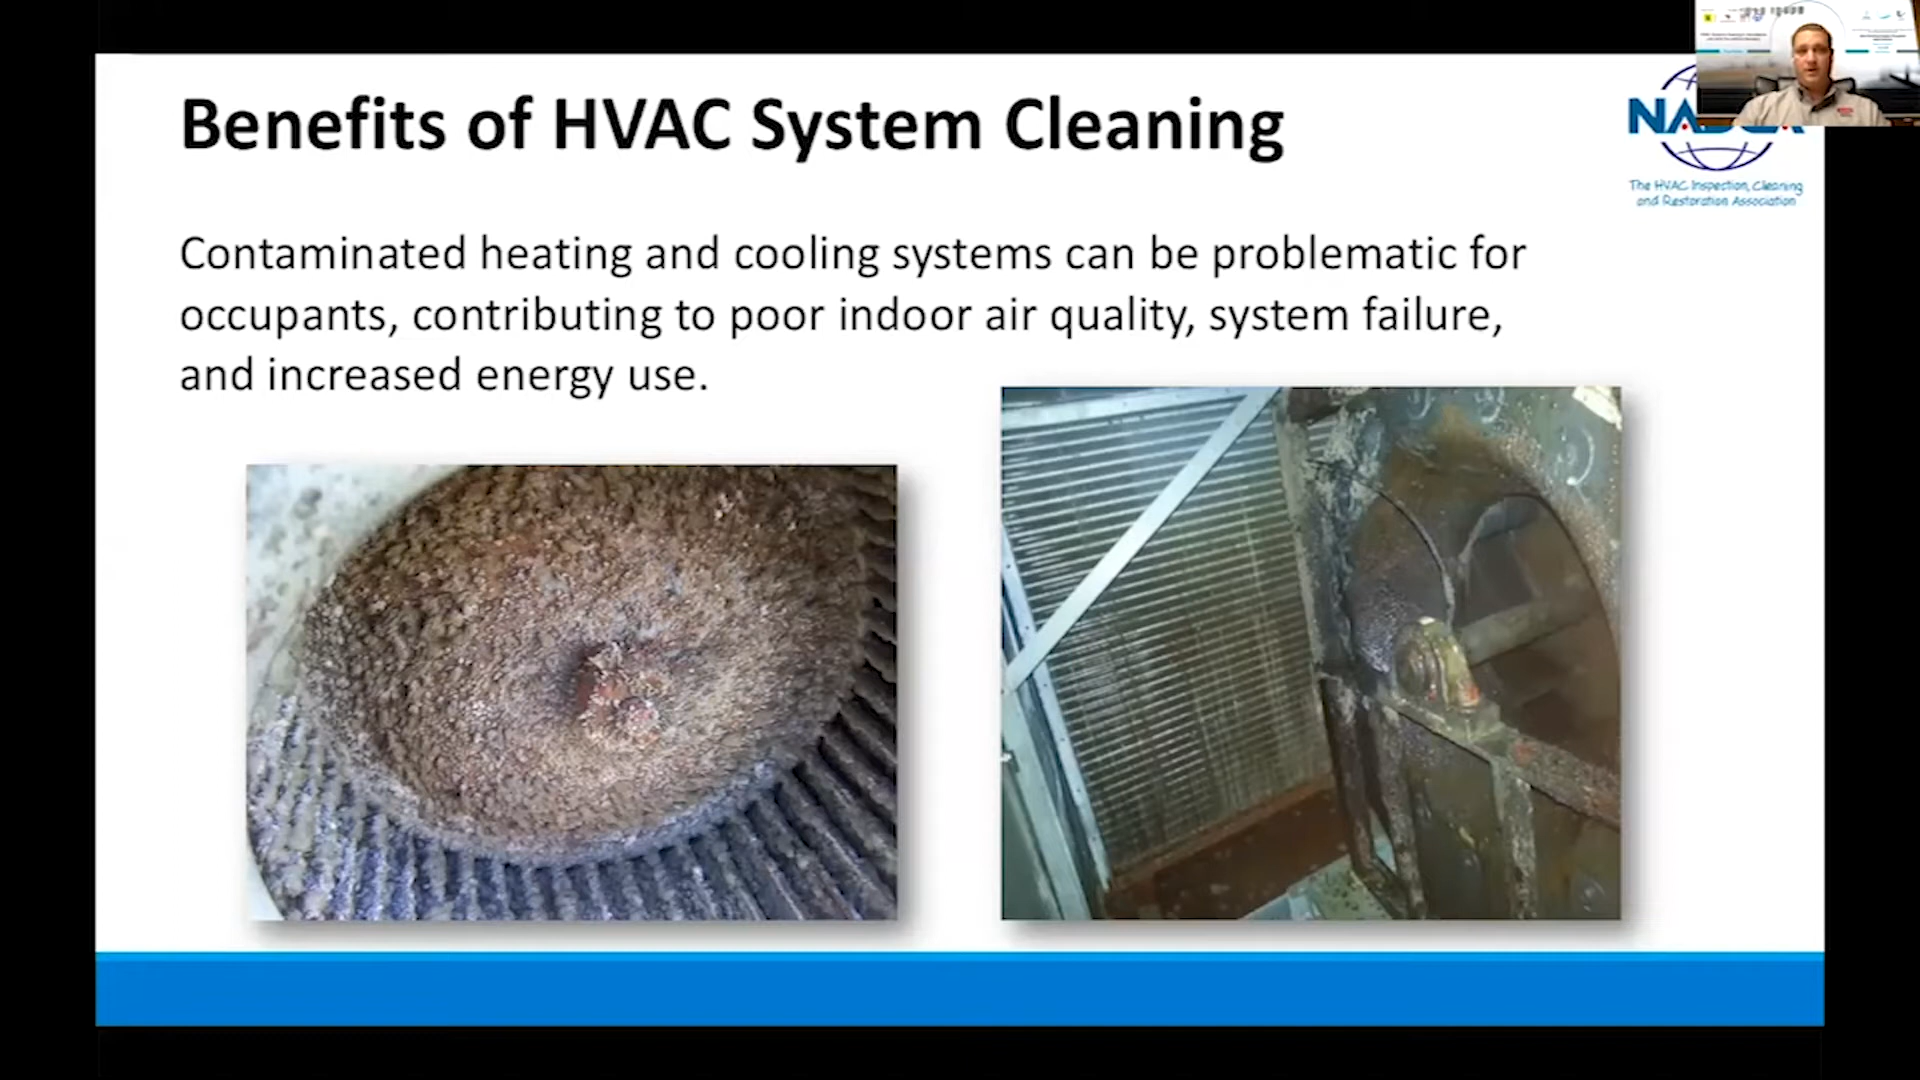 Benefits of HVAC System Cleaning
The HVAC Inspection, Cleaning
and Restoration Association
Contaminated heating and cooling systems can be problematic for
occupants, contributing to poor indoor air quality, system failure,
and increased energy use.